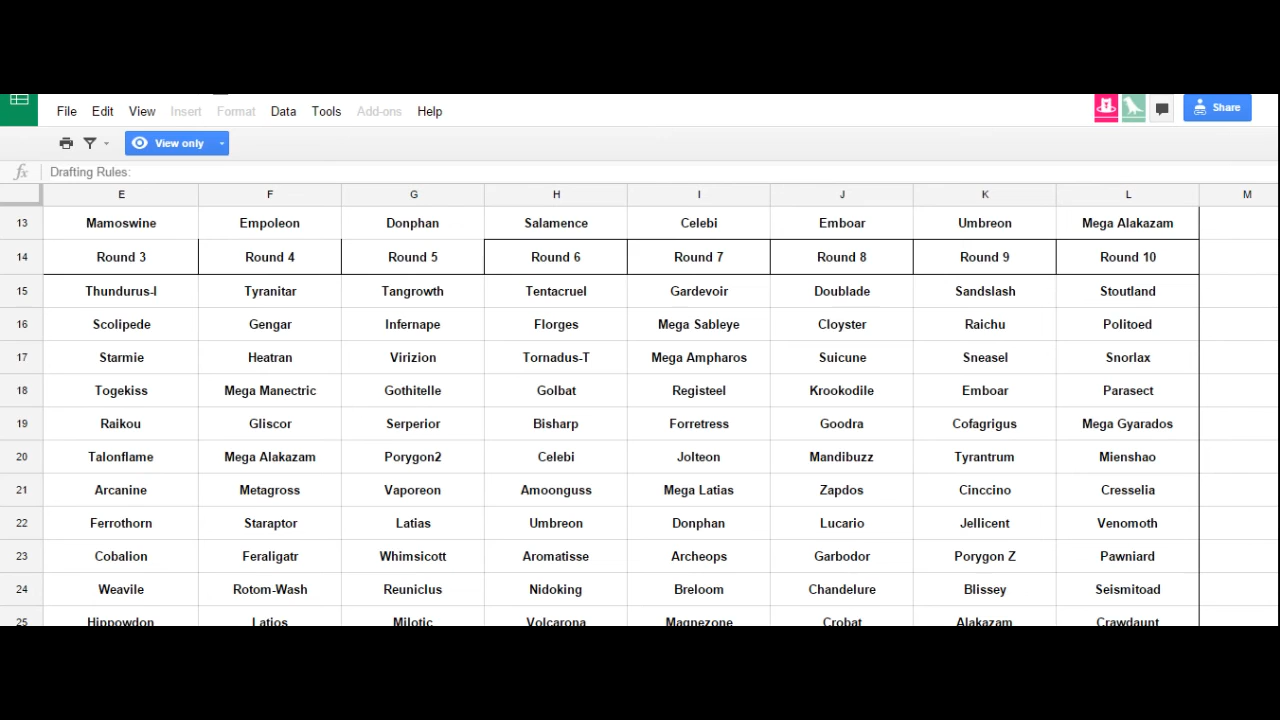 File Edit View Insert Format Data Tools Add-ons Help Share
View only
fx Drafting Rules:
E F G H I J K L M
13 Mamoswine Empoleon Donphan Salamence Celebi Emboar Umbreon Mega Alakazam
14 Round 3 Round 4 Round 5 Round 6 Round 7 Round 8 Round 9 Round 10
15 Thundurus-I Tyranitar Tangrowth Tentacruel Gardevoir Doublade Sandslash Stoutland
16 Scolipede Gengar Infernape Florges Mega Sableye Cloyster Raichu Politoed
17 Starmie Heatran Virizion Tornadus-T Mega Ampharos Suicune Sneasel Snorlax
18 Togekiss Mega Manectric Gothitelle Golbat Registeel Krookodile Emboar Parasect
19 Raikou Gliscor Serperior Bisharp Forretress Goodra Cofagrigus Mega Gyarados
20 Talonflame Mega Alakazam Porygon2 Celebi Jolteon Mandibuzz Tyrantrum Mienshao
21 Arcanine Metagross Vaporeon Amoonguss Mega Latias Zapdos Cinccino Cresselia
22 Ferrothorn Staraptor Latias Umbreon Donphan Lucario Jellicent Venomoth
23 Cobalion Feraligatr Whimsicott Aromatisse Archeops Garbodor Porygon Z Pawniard
24 Weavile Rotom-Wash Reuniclus Nidoking Breloom Chandelure Blissey Seismitoad
25 Hippowdon Latios Milotic Volcarona Magnezone Crobat Alakazam Crawdaunt